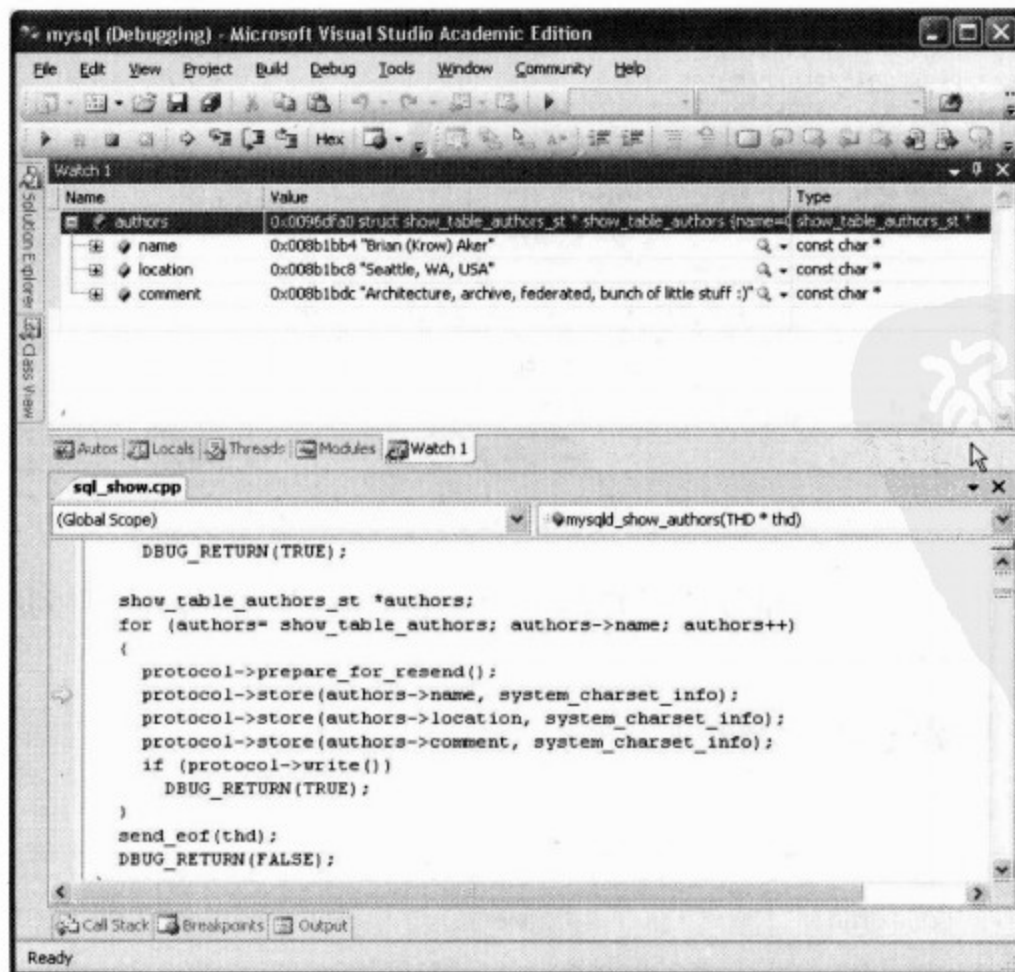 mysql (Debugging) - Microsoft Visual Studio Academic Edition
File Edit View Project Build Debug Tools Window Community Help
Hex
Watch 1
Name Value Type
authors 0x0096dfa0 struct show_table_authors_st * show_table_authors {name=( show_table_authors_st *
name 0x008b1bb4 "Brian (Krow) Aker" const char *
location 0x008b1bc8 "Seattle, WA, USA" const char *
comment 0x008b1bdc "Architecture, archive, federated, bunch of little stuff :)" const char *
Solution Explorer
Class View
Autos Locals Threads Modules Watch 1
sql_show.cpp
(Global Scope) mysqld_show_authors(THD * thd)
DBUG_RETURN(TRUE);
show_table_authors_st *authors;
for (authors= show_table_authors; authors->name; authors++)
{
protocol->prepare_for_resend();
protocol->store(authors->name, system_charset_info);
protocol->store(authors->location, system_charset_info);
protocol->store(authors->comment, system_charset_info);
if (protocol->write())
DBUG_RETURN(TRUE);
}
send_eof(thd);
DBUG_RETURN(FALSE);
Call Stack Breakpoints Output
Ready